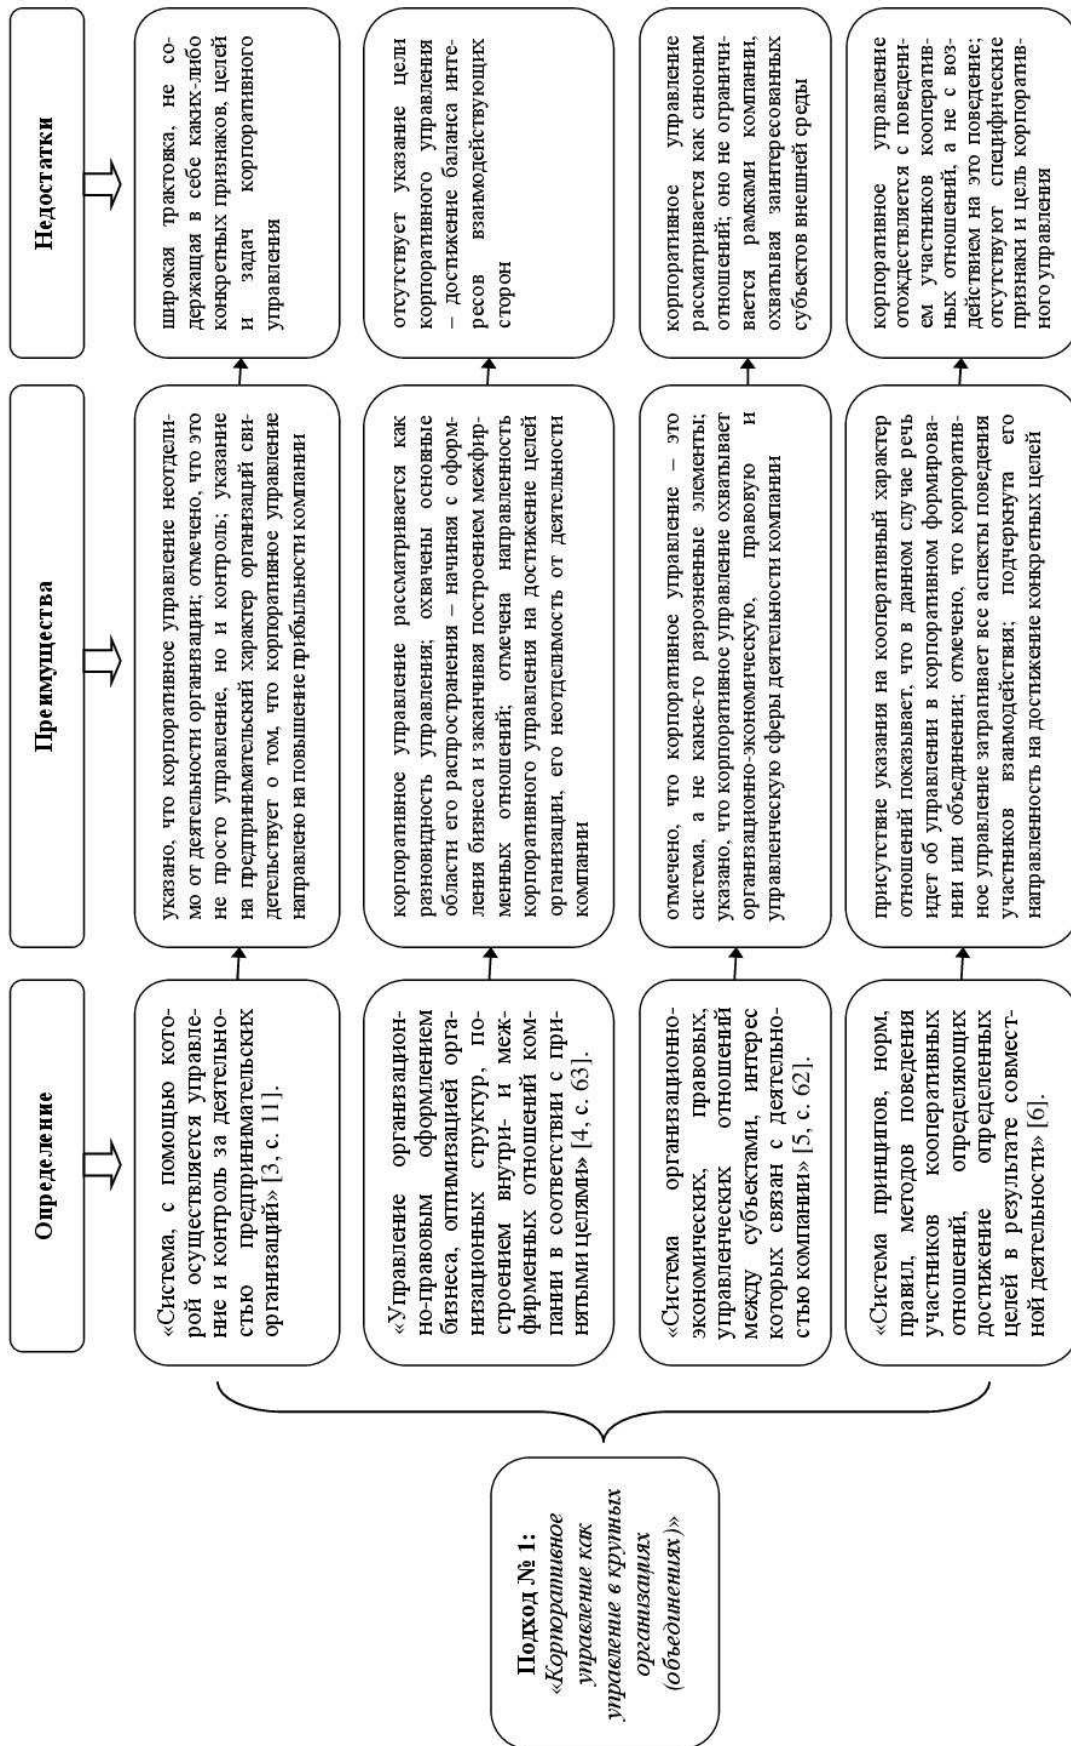 Определение
Преимущества
Недостатки
Подход № 1:
«Корпоративное
управление как
управление в крупных
организациях
(объединениях)»
«Система, с помощью кото-
рой осуществляется управле-
ние и контроль за деятельно-
стью предпринимательских
организаций» [3, с. 11].
указано, что корпоративное управление неотдели-
мо от деятельности организации; отмечено, что это
не просто управление, но и контроль; указание
на предпринимательский характер организаций сви-
детельствует о том, что корпоративное управление
направлено на повышение прибыльности компании
широкая трактовка, не со-
держащая в себе каких-либо
конкретных признаков, целей
и задач корпоративного
управления
«Управление организацион-
но-правовым оформлением
бизнеса, оптимизацией орга-
низационных структур, по-
строением внутри- и меж-
фирменных отношений ком-
пании в соответствии с при-
нятыми целями» [4, с. 63].
корпоративное управление рассматривается как
разновидность управления; охвачены основные
области его распространения – начиная с оформ-
ления бизнеса и заканчивая построением межфир-
менных отношений; отмечена направленность
корпоративного управления на достижение целей
организации, его неотделимость от деятельности
компании
отсутствует указание цели
корпоративного управления
– достижение баланса инте-
ресов взаимодействующих
сторон
«Система организационно-
экономических, правовых,
управленческих отношений
между субъектами, интерес
которых связан с деятельно-
стью компании» [5, с. 62].
отмечено, что корпоративное управление – это
система, а не какие-то разрозненные элементы;
указано, что корпоративное управление охватывает
организационно-экономическую, правовую и
управленческую сферы деятельности компании
корпоративное управление
рассматривается как синоним
отношений; оно не ограничи-
вается рамками компании,
охватывая заинтересованных
субъектов внешней среды
«Система принципов, норм,
правил, методов поведения
участников кооперативных
отношений, определяющих
достижение определенных
целей в результате совмест-
ной деятельности» [6].
присутствие указания на кооперативный характер
отношений показывает, что в данном случае речь
идет об управлении в корпоративном формирова-
нии или объединении; отмечено, что корпоратив-
ное управление затрагивает все аспекты поведения
участников взаимодействия; подчеркнута его
направленность на достижение конкретных целей
корпоративное управление
отождествляется с поведени-
ем участников кооператив-
ных отношений, а не с воз-
действием на это поведение;
отсутствуют специфические
признаки и цель корпоратив-
ного управления